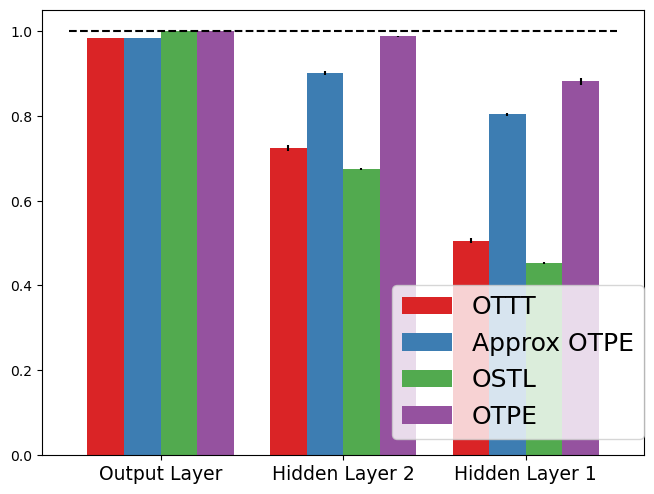 1.0
0.8
0.6
0.4
0.2
0.0
OTTT
Approx OTPE
OSTL
OTPE
Output Layer Hidden Layer 2 Hidden Layer 1